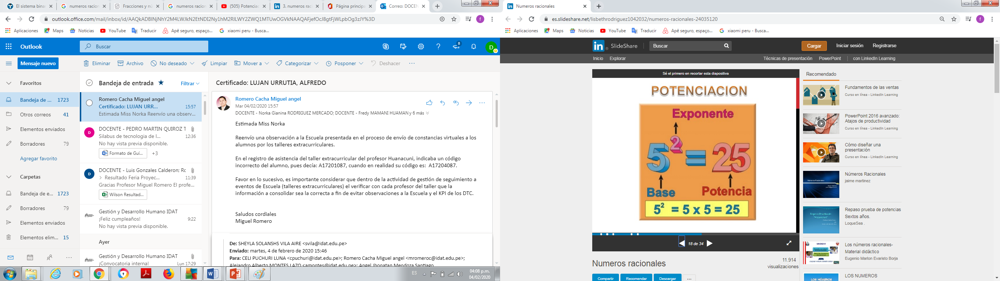 El sistema bina
numeros racion
Fracciones y nú
numeros racion
(505) Potenciac
3. numeros rac
Página principa
Correo: DOCEN
outlook.office.com/mail/inbox/id/
Aplicaciones Maps Noticias YouTube Traducir Apê seguro, espaço... xiaomi peru - Busca...
Outlook
Buscar
8
D
Mensaje nuevo
Eliminar Archivo No deseado Limpiar Mover a Categorizar Posponer Deshacer ...
Favoritos
Bandeja de ... 1723
Otros correos 41
Elementos enviados
Borradores 79
Agregar favorito
Carpetas
Bandeja de e... 1723
Borradores 79
Elementos enviados
Elementos elim... 15
Bandeja de entrada
Filtrar
Romero Cacha Miguel angel
Certificado: LUJAN URR... 15:57
Estimada Miss Norka Reenvío una observ...
D
DOCENTE - PEDRO MARTIN QUIROZ T
Silabus de tecnologia de l... 12:36
No hay vista previa disponible.
Formato de Guí... +3
D
DOCENTE - Luis Gonzales Calderon; Ro
> Resultado Feria Proyec... 11:39
Gracias Profesor Miguel Romero El profe...
Wilson Resultad...
Gestión y Desarrollo Humano IDAT
¡Feliz cumpleaños! 9:22
No hay vista previa disponible.
Ayer
Gestión y Desarrollo Humano IDAT
¡Convocatoria interna! Lun 17:29
Certificado: LUJAN URRUTIA, ALFREDO
Romero Cacha Miguel angel
Mar 04/02/2020 15:57
DOCENTE - Norka Gianina RODRIGUEZ MERCADO; DOCENTE - Fredy MAMANI HUAMAN y 6 más
Estimada Miss Norka
Reenvío una observación a la Escuela presentada en el proceso de envío de constancias virtuales a los
alumnos por los talleres extracurriculares.
En el registro de asistencia del taller extracurricular del profesor Huanacuni, indicaba un código
incorrecto del alumno, pues decía: A17201087, cuando en realidad su código es: A17204087.
Favor en lo sucesivo, es importante considerar que dentro de la actividad de gestión de seguimiento a
eventos de Escuela (talleres extracurriculares) el verificar con cada profesor del taller que la
información a consolidar sea la correcta a fin de evitar observaciones a la Escuela y el KPI de los DTC.
Saludos cordiales
Miguel Romero
De: SHEYLA SOLANSHS VILA AIRE <svila@idat.edu.pe>
Enviado: martes, 4 de febrero de 2020 15:46
Para: CELI PUCHURI LUNA <cpuchuri@idat.edu.pe>; Romero Cacha Miguel angel <mromeroc@idat.edu.pe>;
Alejandro Alberto MONTES LAZO <amontes@idat.edu.pe>; Angel Jhonatan Mendoza Santiago
ES
04:08 p.m.
04/02/2020
Numeros racionales
es.slideshare.net/lisbethrodriguez1042032/numeros-racionales-24035120
Aplicaciones Maps Noticias YouTube Traducir Apê seguro, espaço... xiaomi peru - Busca...
in SlideShare
Buscar
Cargar Iniciar sesión Registrarse
Inicio Explorar
Técnicas de presentación PowerPoint con LinkedIn Learning
Sé el primero en recortar esta diapositiva
POTENCIACION
Exponente
5² = 25
Base Potencia
5² = 5 x 5 = 25
18 de 34
Numeros racionales
11.914
visualizaciones
Compartir Recomendar Descargar ...
Recomendado
Fundamentos de las ventas
Curso en línea - LinkedIn Learning
PowerPoint 2016 avanzado:
Atajos de productividad
Curso en línea - LinkedIn Learning
Cómo diseñar una
presentación
Curso en línea - LinkedIn Learning
Números Racionales
jaime martinez
Repaso prueba de potencias
Sextos años.
LoqueSea .
Los números racionales-
Material didáctico
Eugenio Marlon Evaristo Borja
LOS NUMEROS